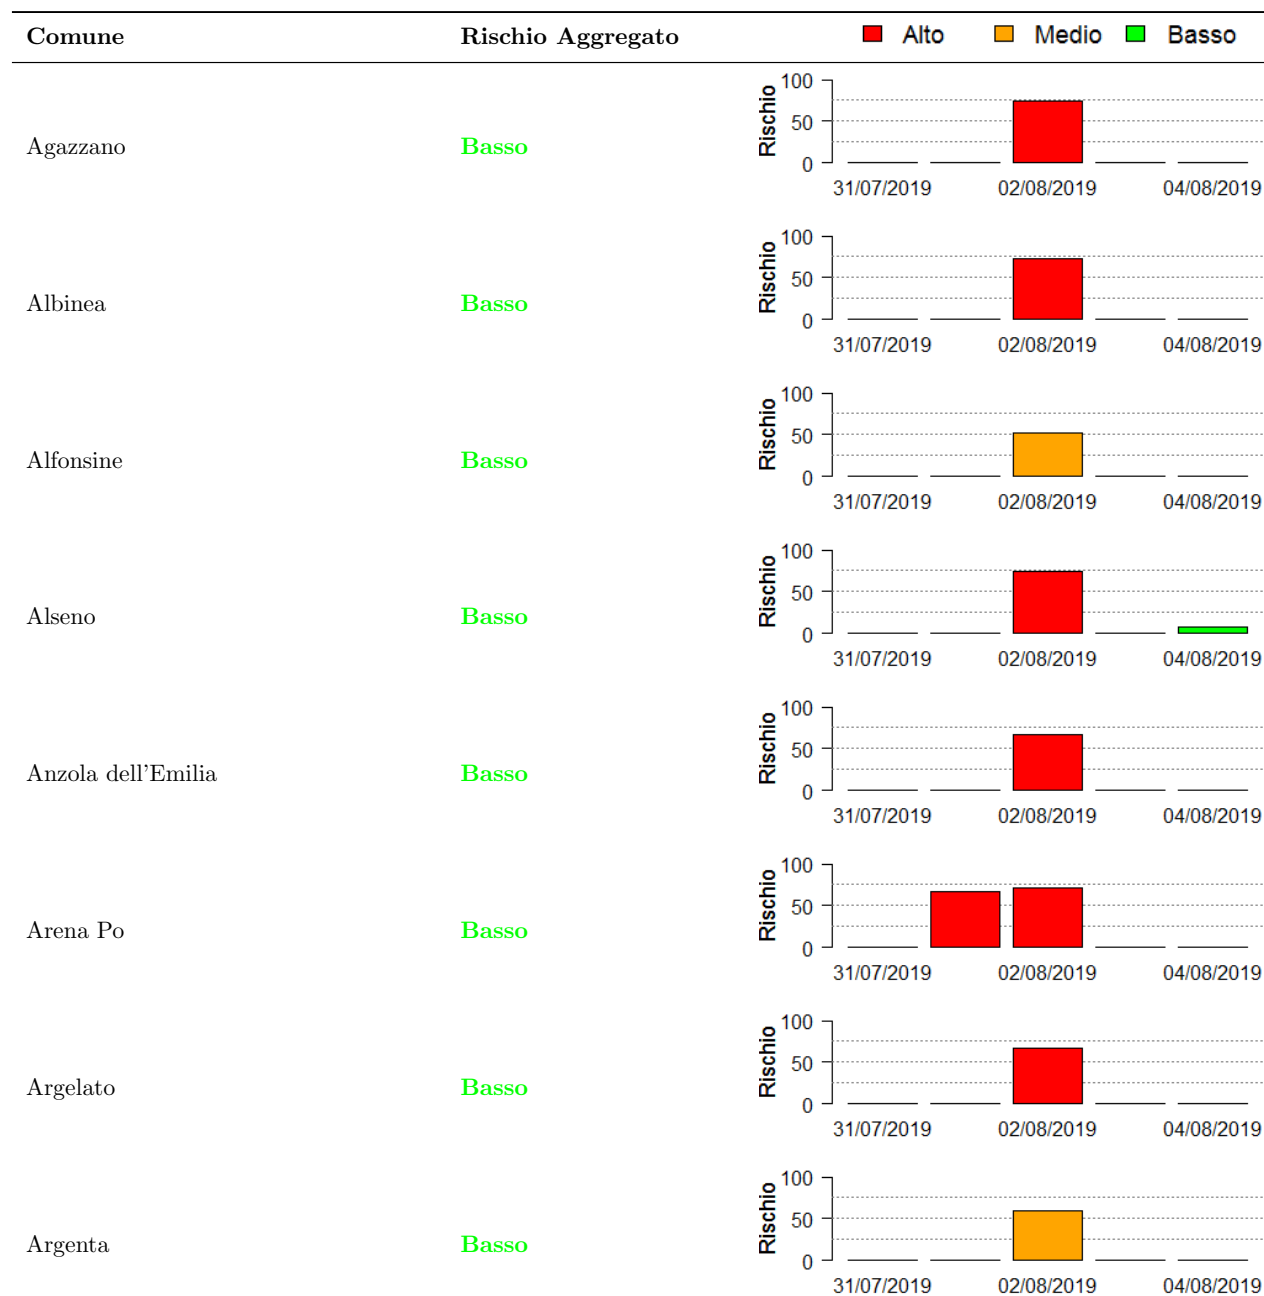 Comune Rischio Aggregato Alto Medio Basso
Agazzano Basso Rischio 100 50 0
31/07/2019 02/08/2019 04/08/2019
Albinea Basso Rischio 100 50 0
31/07/2019 02/08/2019 04/08/2019
Alfonsine Basso Rischio 100 50 0
31/07/2019 02/08/2019 04/08/2019
Alseno Basso Rischio 100 50 0
31/07/2019 02/08/2019 04/08/2019
Anzola dell'Emilia Basso Rischio 100 50 0
31/07/2019 02/08/2019 04/08/2019
Arena Po Basso Rischio 100 50 0
31/07/2019 02/08/2019 04/08/2019
Argelato Basso Rischio 100 50 0
31/07/2019 02/08/2019 04/08/2019
Argenta Basso Rischio 100 50 0
31/07/2019 02/08/2019 04/08/2019